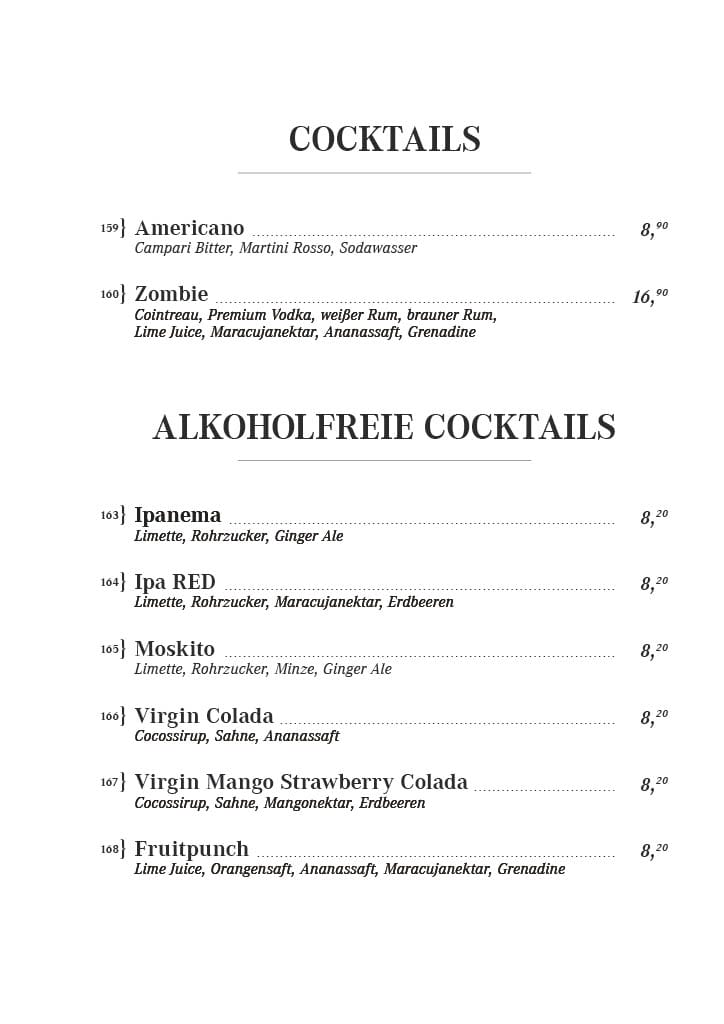 COCKTAILS
159} Americano 8,90
Campari Bitter, Martini Rosso, Sodawasser
160} Zombie 16,90
Cointreau, Premium Vodka, weißer Rum, brauner Rum,
Lime Juice, Maracujanektar, Ananassaft, Grenadine
ALKOHOLFREIE COCKTAILS
163} Ipanema 8,20
Limette, Rohrzucker, Ginger Ale
164} Ipa RED 8,20
Limette, Rohrzucker, Maracujanektar, Erdbeeren
165} Moskito 8,20
Limette, Rohrzucker, Minze, Ginger Ale
166} Virgin Colada 8,20
Cocossirup, Sahne, Ananassaft
167} Virgin Mango Strawberry Colada 8,20
Cocossirup, Sahne, Mangonektar, Erdbeeren
168} Fruitpunch 8,20
Lime Juice, Orangensaft, Ananassaft, Maracujanektar, Grenadine